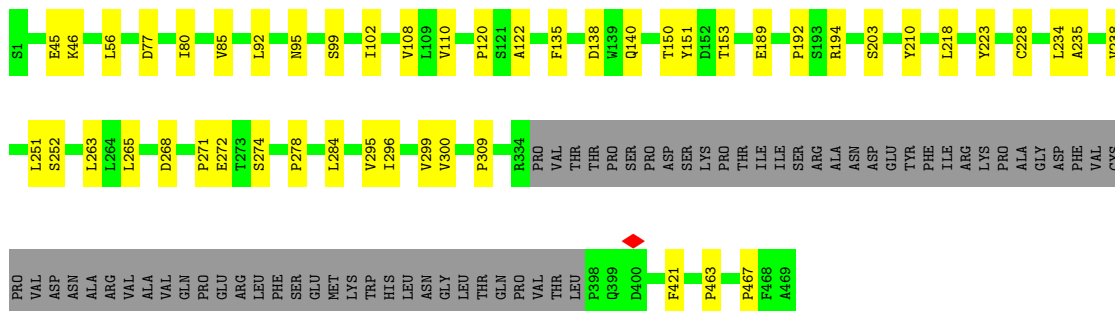 S1 E45 K46 L56 D77 I80 V85 L92 N95 S99 I102 V108 L109 V110 P120 S121 A122 F135 D138 W139 Q140 T150 Y151 D152 T153 E189 P192 S193 R194 S203 Y210 L218 Y223 C228 L234 A235
L251 S252 L263 L264 L265 D268 P271 E272 T273 S274 P278 L284 V295 I296 V299 V300 P309 R334 PRO VAL THR THR PRO SER PRO ASP SER LYS PRO THR ILE ILE SER ARG ALA ASN ASP GLU TYR PHE ILE ARG LYS PRO ALA GLY ASP PHE VAL CYS
PRO VAL ASP ASN ALA ARG VAL ALA VAL GLN PRO GLU ARG LEU PHE SER GLU MET LYS TRP HIS LEU ASN GLY LEU THR GLN PRO VAL THR LEU P398 Q399 D400 F421 P463 P467 F468 A469